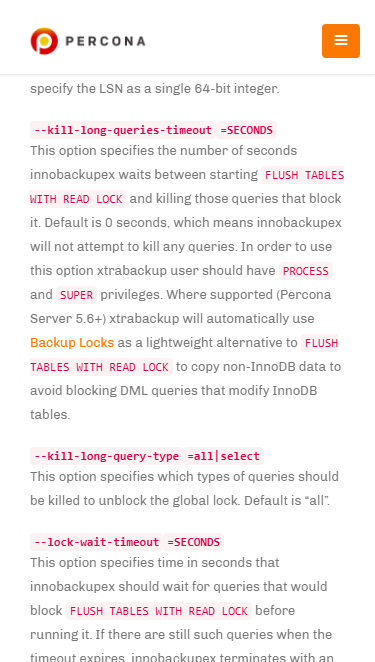 PERCONA
specify the LSN as a single 64-bit integer.
--kill-long-queries-timeout =SECONDS
This option specifies the number of seconds
innobackupex waits between starting FLUSH TABLES
WITH READ LOCK and killing those queries that block
it. Default is 0 seconds, which means innobackupex
will not attempt to kill any queries. In order to use
this option xtrabackup user should have PROCESS
and SUPER privileges. Where supported (Percona
Server 5.6+) xtrabackup will automatically use
Backup Locks as a lightweight alternative to FLUSH
TABLES WITH READ LOCK to copy non-InnoDB data to
avoid blocking DML queries that modify InnoDB
tables.
--kill-long-query-type =all|select
This option specifies which types of queries should
be killed to unblock the global lock. Default is “all”.
--lock-wait-timeout =SECONDS
This option specifies time in seconds that
innobackupex should wait for queries that would
block FLUSH TABLES WITH READ LOCK before
running it. If there are still such queries when the
timeout expires, innobackupex terminates with an